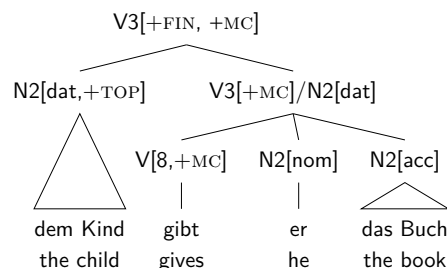 V3[+FIN, +MC]
N2[dat,+TOP] V3[+MC]/N2[dat]
V[8,+MC] N2[nom] N2[acc]
dem Kind gibt er das Buch
the child gives he the book